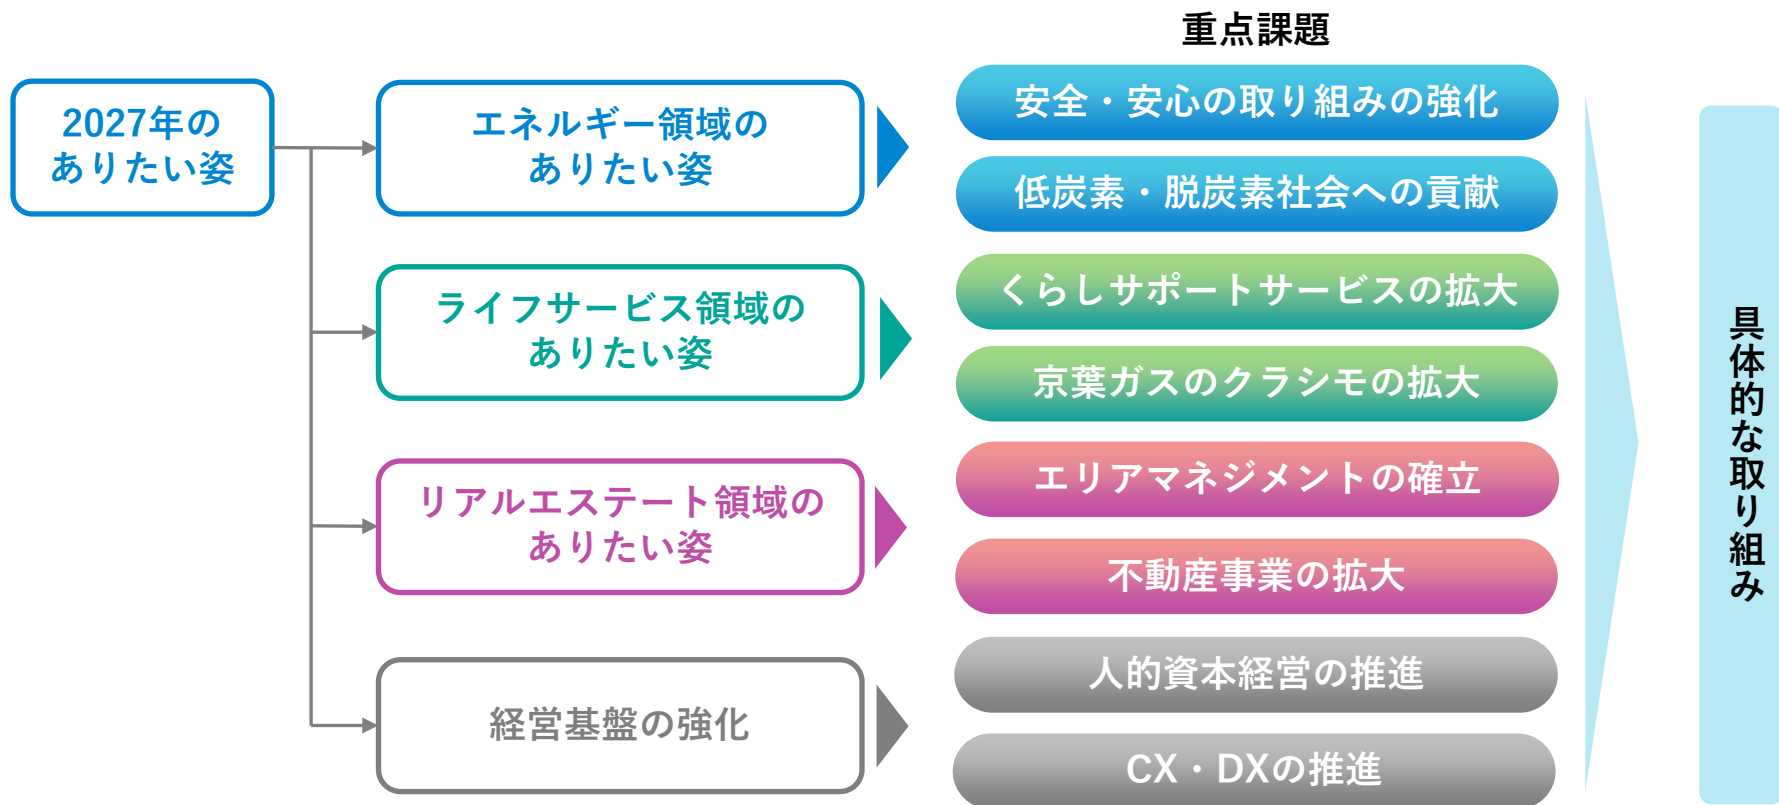 重点課題
2027年の
ありたい姿
エネルギー領域の
ありたい姿
安全・安心の取り組みの強化
低炭素・脱炭素社会への貢献
ライフサービス領域の
ありたい姿
くらしサポートサービスの拡大
京葉ガスのクラシモの拡大
リアルエステート領域の
ありたい姿
エリアマネジメントの確立
不動産事業の拡大
経営基盤の強化
人的資本経営の推進
CX・DXの推進
具体的な取り組み